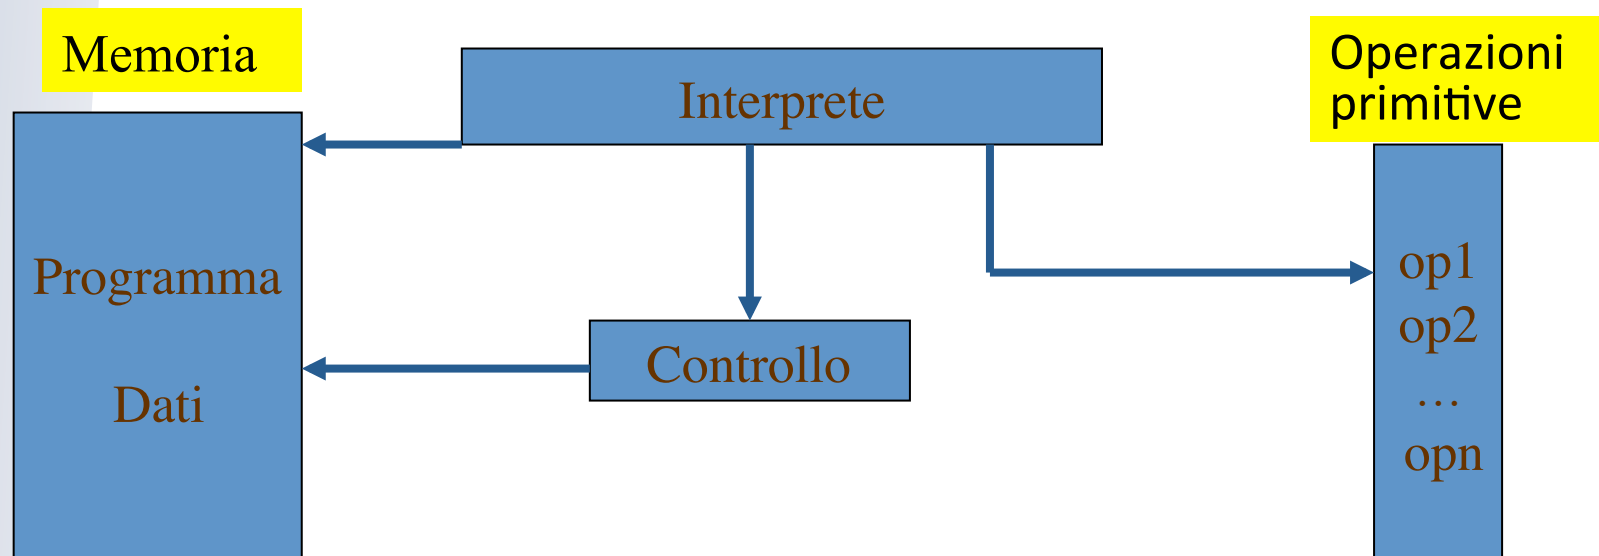 Memoria
Interprete
Operazioni
primitive
Programma
Dati
Controllo
op1
op2
…
opn